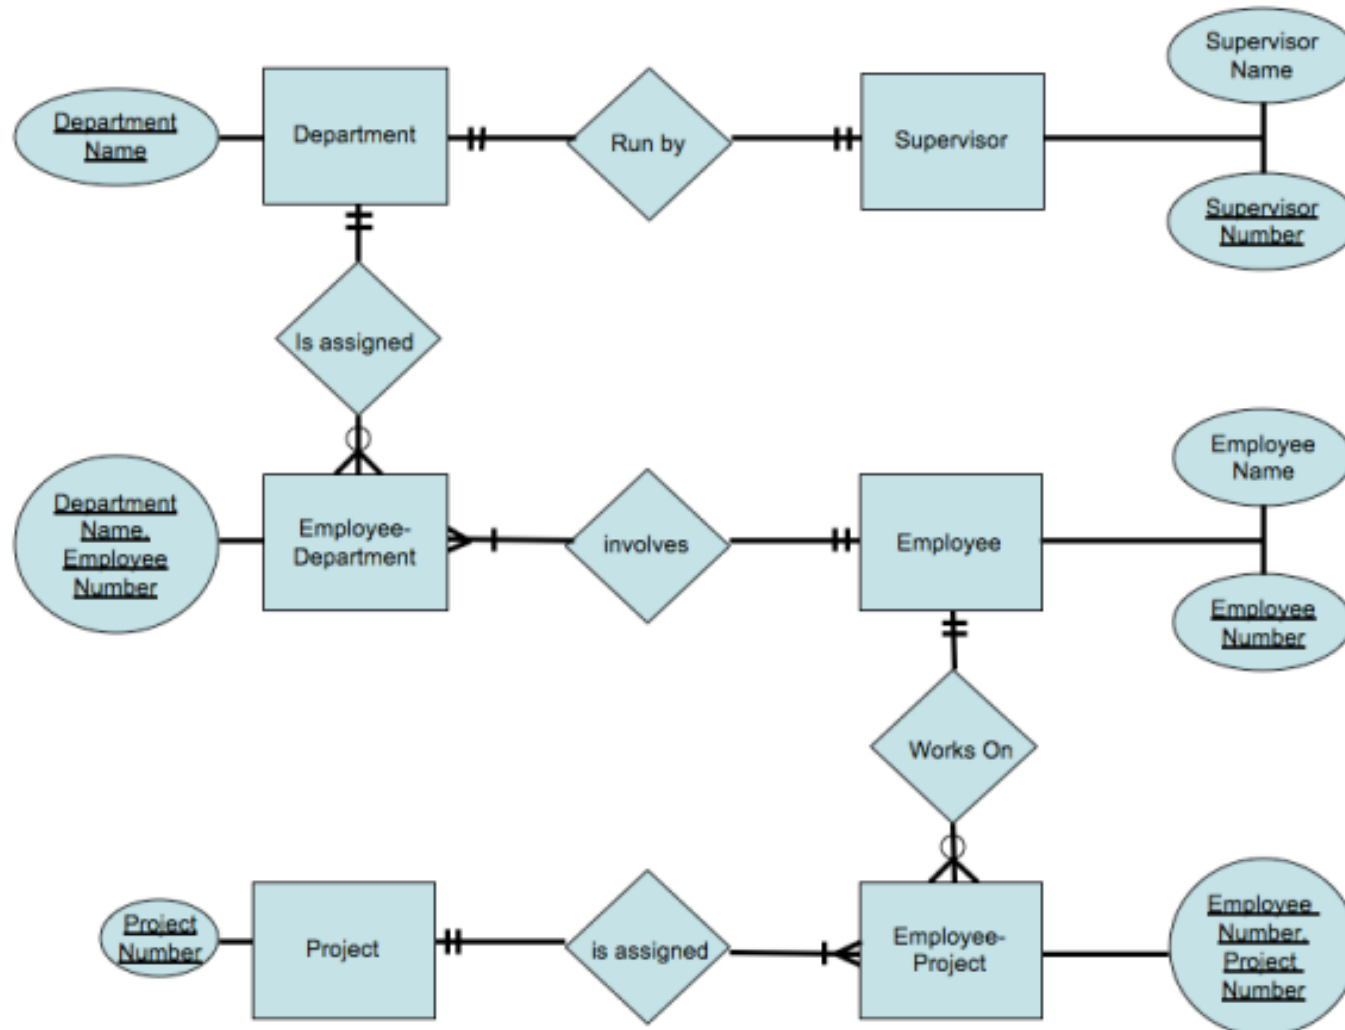 Supervisor
Name
Department
Name
Department
Run by
Supervisor
Supervisor
Number
Is assigned
Employee
Name
Department
Name,
Employee
Number
Employee-
Department
involves
Employee
Employee
Number
Works On
Project
Number
Project
is assigned
Employee-
Project
Employee
Number,
Project
Number